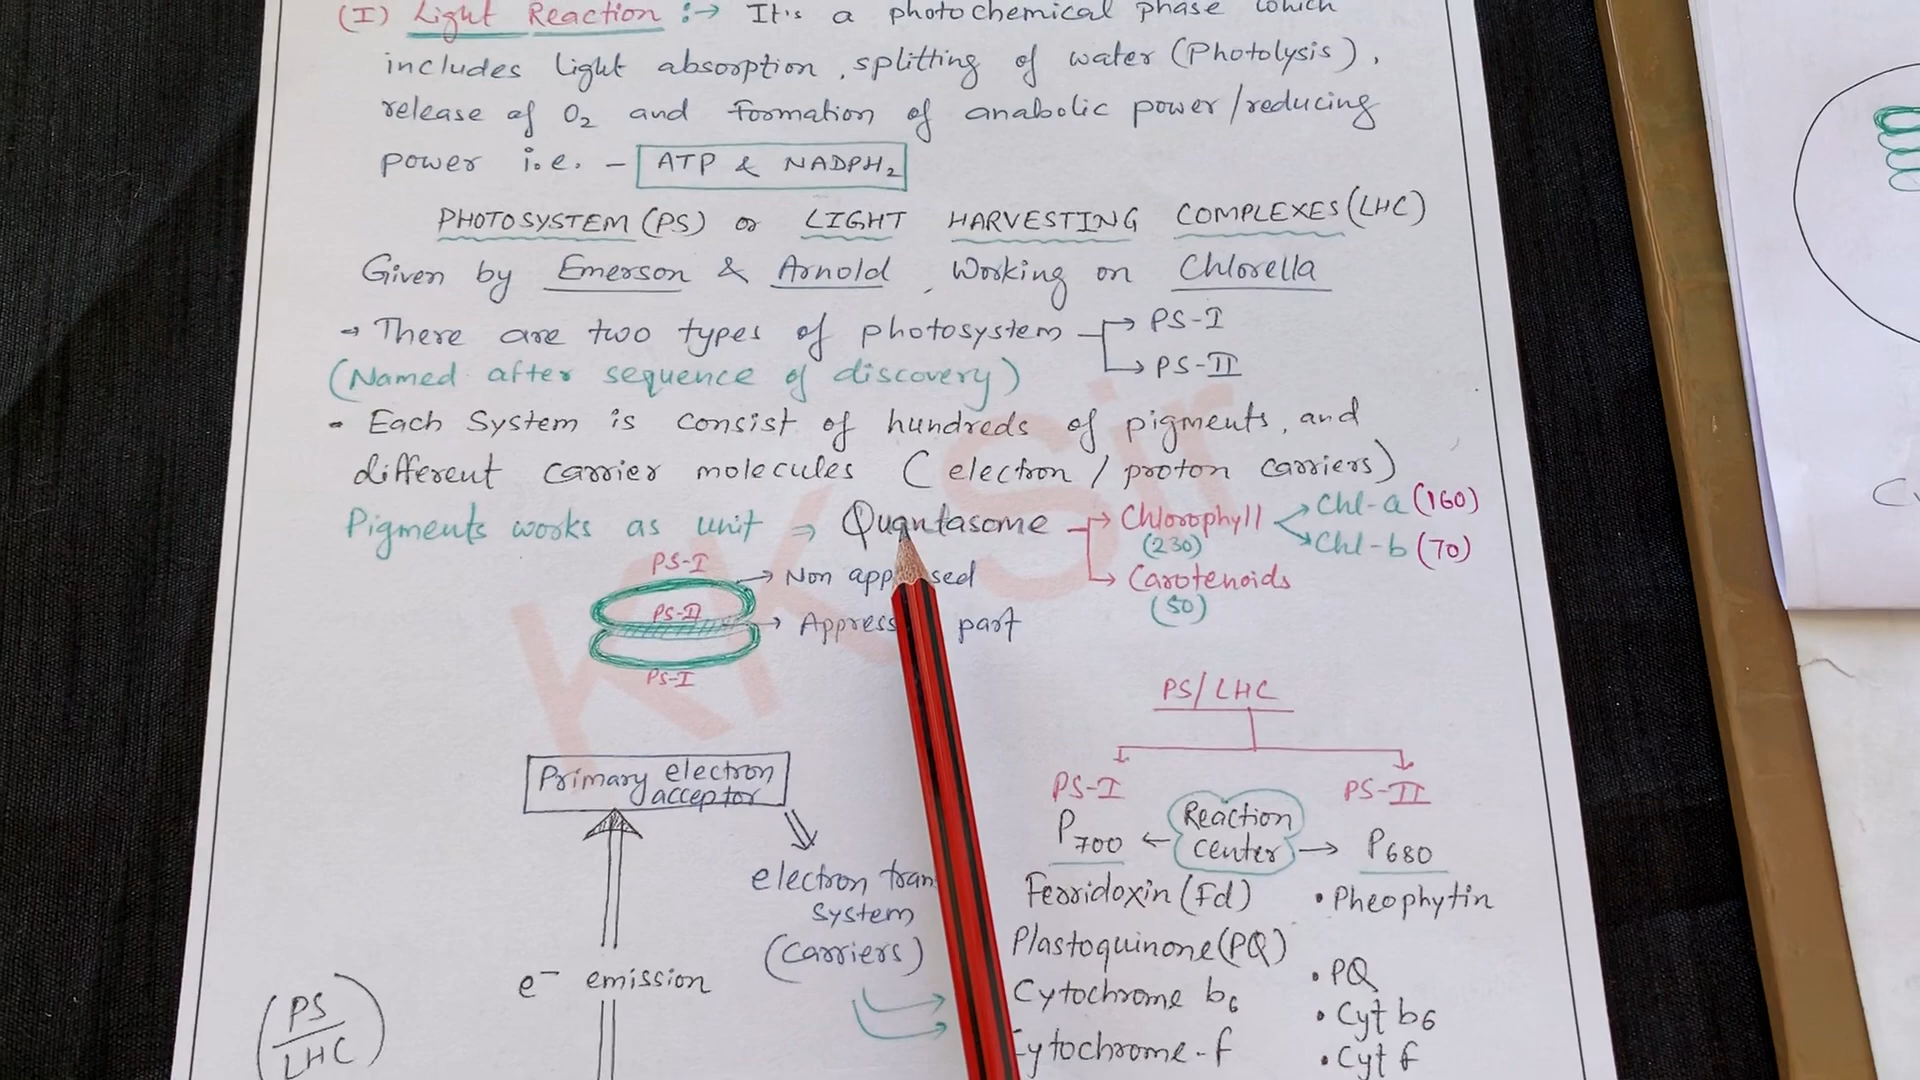 (I) Light Reaction :→ It's a photochemical phase which
includes light absorption, splitting of water (Photolysis),
release of O2 and formation of anabolic power/reducing
power i.e. – ATP & NADPH2
PHOTOSYSTEM (PS) or LIGHT HARVESTING COMPLEXES (LHC)
Given by Emerson & Arnold, Working on Chlorella
→ There are two types of photosystem → PS-I
→ PS-II
(Named after sequence of discovery)
- Each System is consist of hundreds of pigments, and
different carrier molecules (electron / proton carriers)
Pigments works as unit ⇒ Quantasome → Chlorophyll → Chl-a (160)
(230) → Chl-b (70)
→ Carotenoids
(50)
PS-I
→ Non
PS-II
→ part
PS-I
KK Sir
PS/LHC
PS-I PS-II
P700 ← Reaction center → P680
Primary electron
acceptor
electron
system
(carriers)
e⁻ emission
PS
LHC
Ferridoxin (Fd) • Pheophytin
Plastoquinone (PQ) • PQ
Cytochrome b6 • Cyt b6
Cytochrome-f • Cyt f